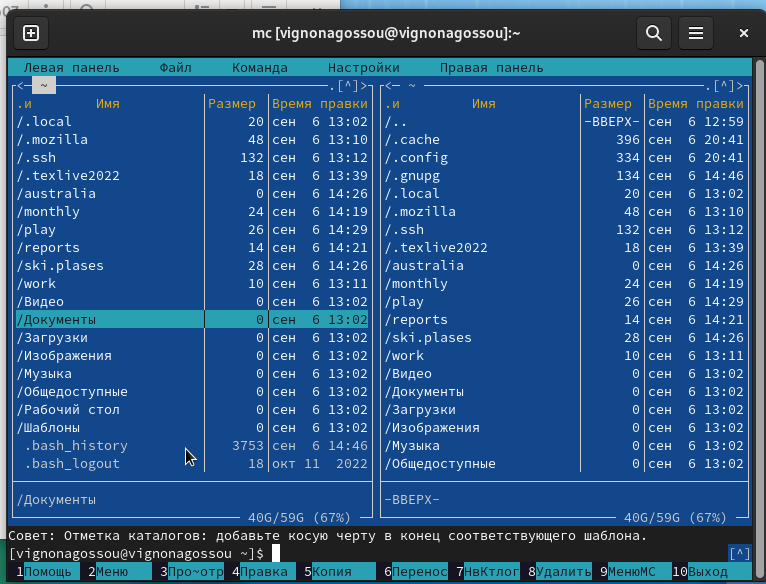 mc [vignonagossou@vignonagossou]:~
Левая панель Файл Команда Настройки Правая панель
<─ ~ .[^]> <─ ~ .[^]>
.и Имя Размер Время правки .и Имя Размер Время правки
/.local 20 сен 6 13:02 /.. -ВВЕРХ- сен 6 12:59
/.mozilla 48 сен 6 13:10 /.cache 396 сен 6 20:41
/.ssh 132 сен 6 13:12 /.config 334 сен 6 20:41
/.texlive2022 18 сен 6 13:39 /.gnupg 134 сен 6 14:46
/australia 0 сен 6 14:26 /.local 20 сен 6 13:02
/monthly 24 сен 6 14:19 /.mozilla 48 сен 6 13:10
/play 26 сен 6 14:29 /.ssh 132 сен 6 13:12
/reports 14 сен 6 14:21 /.texlive2022 18 сен 6 13:39
/ski.plases 28 сен 6 14:26 /australia 0 сен 6 14:26
/work 10 сен 6 13:11 /monthly 24 сен 6 14:19
/Видео 0 сен 6 13:02 /play 26 сен 6 14:29
/Документы 0 сен 6 13:02 /reports 14 сен 6 14:21
/Загрузки 0 сен 6 13:02 /ski.plases 28 сен 6 14:26
/Изображения 0 сен 6 13:02 /work 10 сен 6 13:11
/Музыка 0 сен 6 13:02 /Видео 0 сен 6 13:02
/Общедоступные 0 сен 6 13:02 /Документы 0 сен 6 13:02
/Рабочий стол 0 сен 6 13:02 /Загрузки 0 сен 6 13:02
/Шаблоны 0 сен 6 13:02 /Изображения 0 сен 6 13:02
.bash_history 3753 сен 6 14:46 /Музыка 0 сен 6 13:02
.bash_logout 18 окт 11 2022 /Общедоступные 0 сен 6 13:02
/Документы -ВВЕРХ-
40G/59G (67%) 40G/59G (67%)
Совет: Отметка каталогов: добавьте косую черту в конец соответствующего шаблона.
[vignonagossou@vignonagossou ~]$ [^]
1Помощь 2Меню 3Про~отр 4Правка 5Копия 6Перенос 7НвКтлог 8Удалить 9МенюМС 10Выход